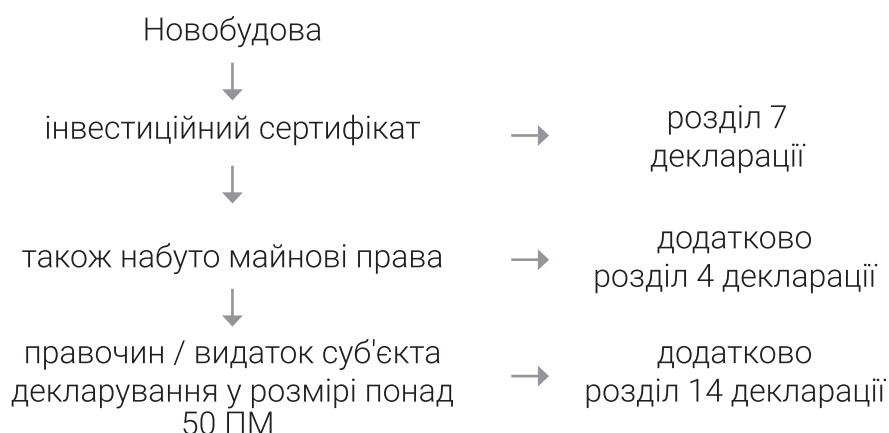 Новобудова
інвестиційний сертифікат
розділ 7
декларації
також набуто майнові права
додатково
розділ 4 декларації
правочин / видаток суб'єкта
декларування у розмірі понад
50 ПМ
додатково
розділ 14 декларації